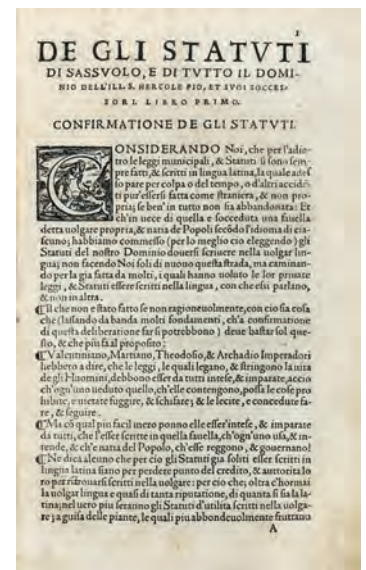 1
DE GLI STATVTI
DI SASSVOLO, E DI TVTTO IL DOMI-
NIO DELL'ILL. S. HERCOLE PIO, ET SVOI SVCCES-
SORI. LIBRO PRIMO.
CONFIRMATIONE DE GLI STATVTI.
CONSIDERANDO Noi, che per l'adie-
tro le leggi municipali, & Statuti si sono sem-
pre fatti, & scritti in lingua latina, la quale adess
so pare per colpa o del tempo, o d'altri accidē-
ti pur' essersi fatta come straniera, & non pro-
pria; se ben' in tutto non sia abbandonata: Et
ch'in uece di quella e socceduta una fauella
detta uolgare propria, & natia de Popoli secōdo l'idioma di cia-
scuno; habbiamo commesso (per lo meglio cio eleggendo) gli
Statuti del nostro Dominio douersi scriuere nella uolgar lin-
gua; non facendo Noi soli di nuouo questa strada, ma caminan-
do per la gia fatta da molti, i quali hanno uoluto le lor priuate
leggi, & Statuti essere scritti nella lingua, con che essi parlano,
& non in altra.
¶Il che non e stato fatto se non ragioneuolmente, con cio sia cosa
che (lassando da banda molti fondamenti, ch'a confirmatione
di questa deliberatione far si potrebbono) deue bastar sol que-
sto, & che piu fa al proposito:
¶Valentiniano, Martiano, Theodosio, & Archadio Imperadori
hebbero a dire, che le leggi, le quali legano, & stringono la uita
de gli Huomini, debbono esser da tutti intese, & imparate, accio
ch'ogn'uno ueduto quello, ch'elle contengono, possa le cose pro-
hibite, e uietate fuggire, & schifare; & le lecite, e concedute fa-
re, & seguire.
¶Ma cō qual piu facil mezo ponno elle esser' intese, & imparate
da tutti, che l'esser scritte in quella fauella, ch'ogn'uno usa, & in-
tende, & ch'e natia del Popolo, ch'esse reggono, & gouernano?
¶Ne dica alcuno che per cio gli Statuti gia soliti esser scritti in
lingua latina siano per perdere punto del credito, & auttorita lo
ro per ritrouarsi scritti nella uolgare: per cio che; oltra c'hormai
la uolgar lingua e quasi di tanta riputatione, di quanta si sia la la-
tina; nel uero piu seranno gli Statuti d'utilita scritti nella uolga-
re; a guisa delle piante, le quali piu abbondeuolmente fruttano
A